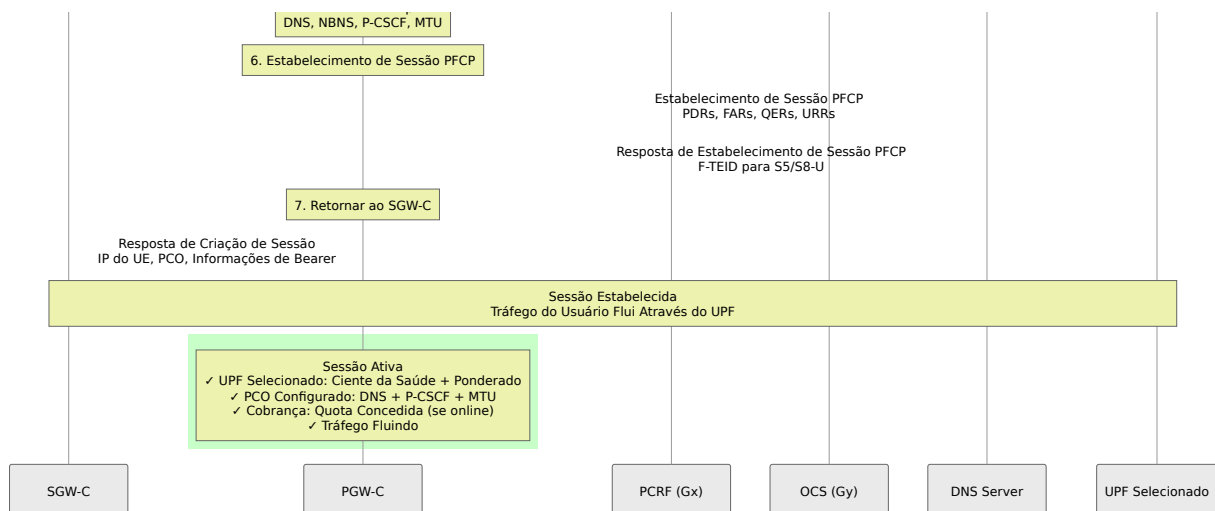 DNS, NBNS, P-CSCF, MTU
6. Estabelecimento de Sessão PFCP
Estabelecimento de Sessão PFCP
PDRs, FARs, QERs, URRs
Resposta de Estabelecimento de Sessão PFCP
F-TEID para S5/S8-U
7. Retornar ao SGW-C
Resposta de Criação de Sessão
IP do UE, PCO, Informações de Bearer
Sessão Estabelecida
Tráfego do Usuário Flui Através do UPF
Sessão Ativa
✓ UPF Selecionado: Ciente da Saúde + Ponderado
✓ PCO Configurado: DNS + P-CSCF + MTU
✓ Cobrança: Quota Concedida (se online)
✓ Tráfego Fluindo
SGW-C
PGW-C
PCRF (Gx)
OCS (Gy)
DNS Server
UPF Selecionado